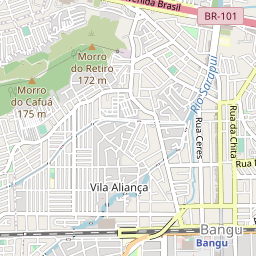 Avenida Brasil
BR-101
Morro
do Retiro
172 m
Morro
do Cafuá
175 m
Rio Sarapuí
Rua da Chita
Rua Ceres
Vila Aliança
Bangu
Bangu